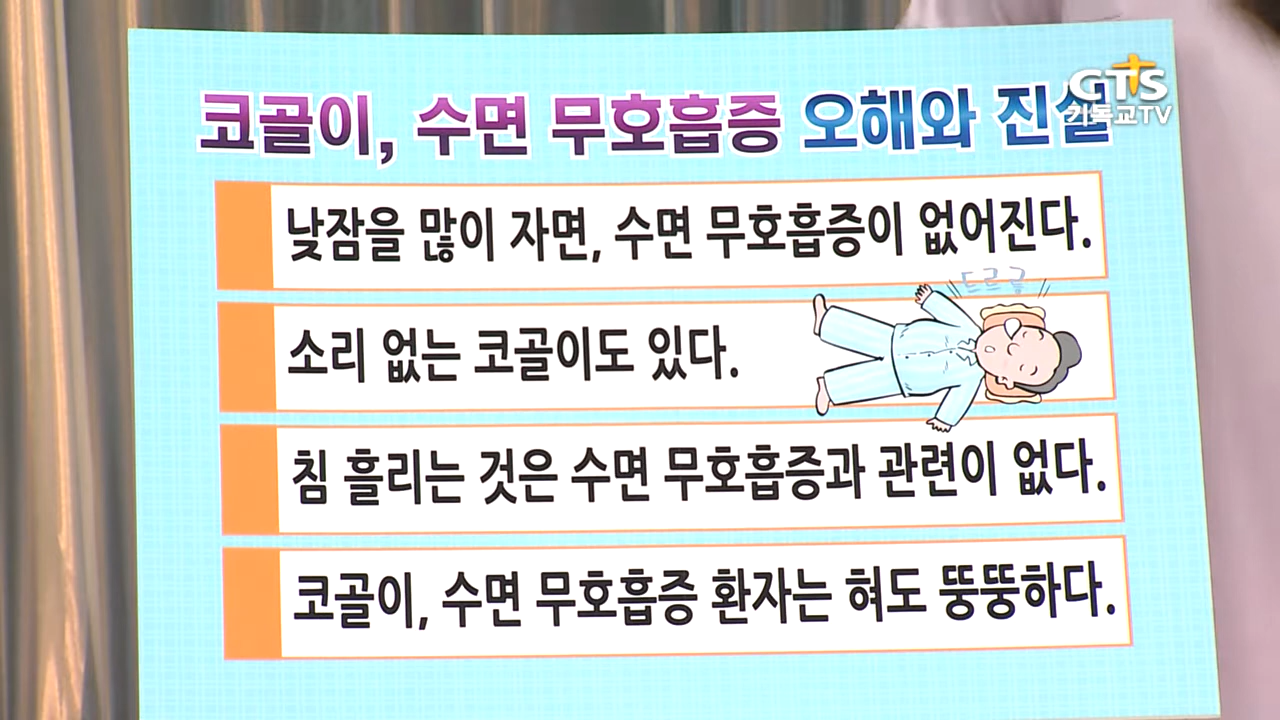 GTS
기독교TV
코골이, 수면 무호흡증 오해와 진실
낮잠을 많이 자면, 수면 무호흡증이 없어진다.
드르릉
소리 없는 코골이도 있다.
침 흘리는 것은 수면 무호흡증과 관련이 없다.
코골이, 수면 무호흡증 환자는 혀도 뚱뚱하다.